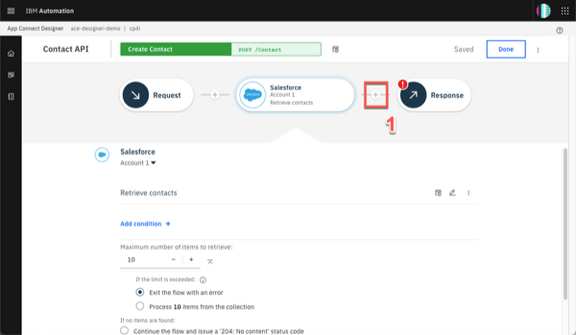 IBM Automation
App Connect Designer ace-designer-demo | cp4i
Contact API
Create Contact
POST /Contact
Saved
Done
Request
Salesforce
Account 1
Retrieve contacts
Response
1
Salesforce
Account 1
Retrieve contacts
Add condition +
Maximum number of items to retrieve:
10
If the limit is exceeded:
Exit the flow with an error
Process 10 items from the collection
If no items are found:
Continue the flow and issue a '204: No content' status code